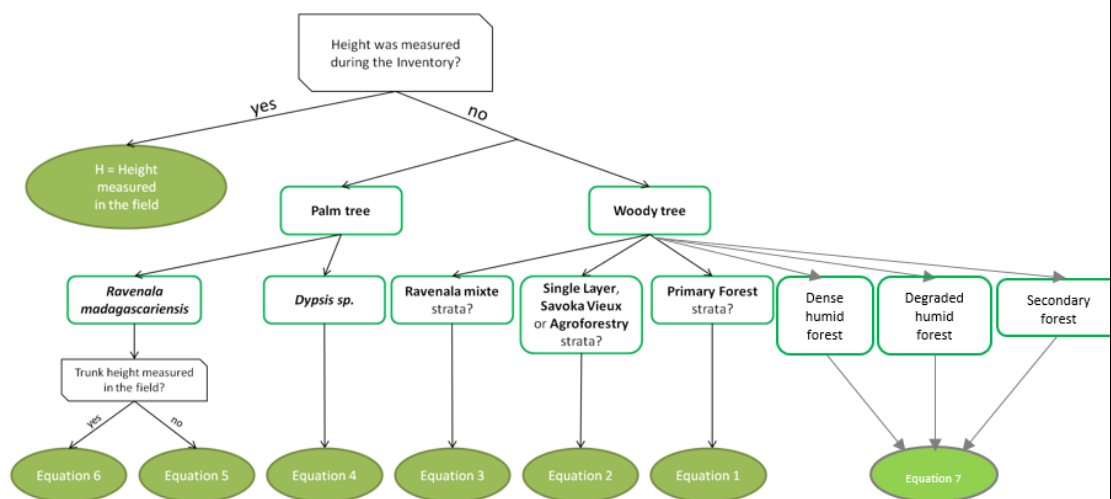 Height was measured
during the Inventory?
yes
no
H = Height
measured
in the field
Palm tree
Woody tree
Ravenala
madagascariensis
Dypsis sp.
Ravenala mixte
strata?
Single Layer,
Savoka Vieux
or Agroforestry
strata?
Primary Forest
strata?
Dense
humid
forest
Degraded
humid
forest
Secondary
forest
Trunk height measured
in the field?
yes
no
Equation 6
Equation 5
Equation 4
Equation 3
Equation 2
Equation 1
Equation 7